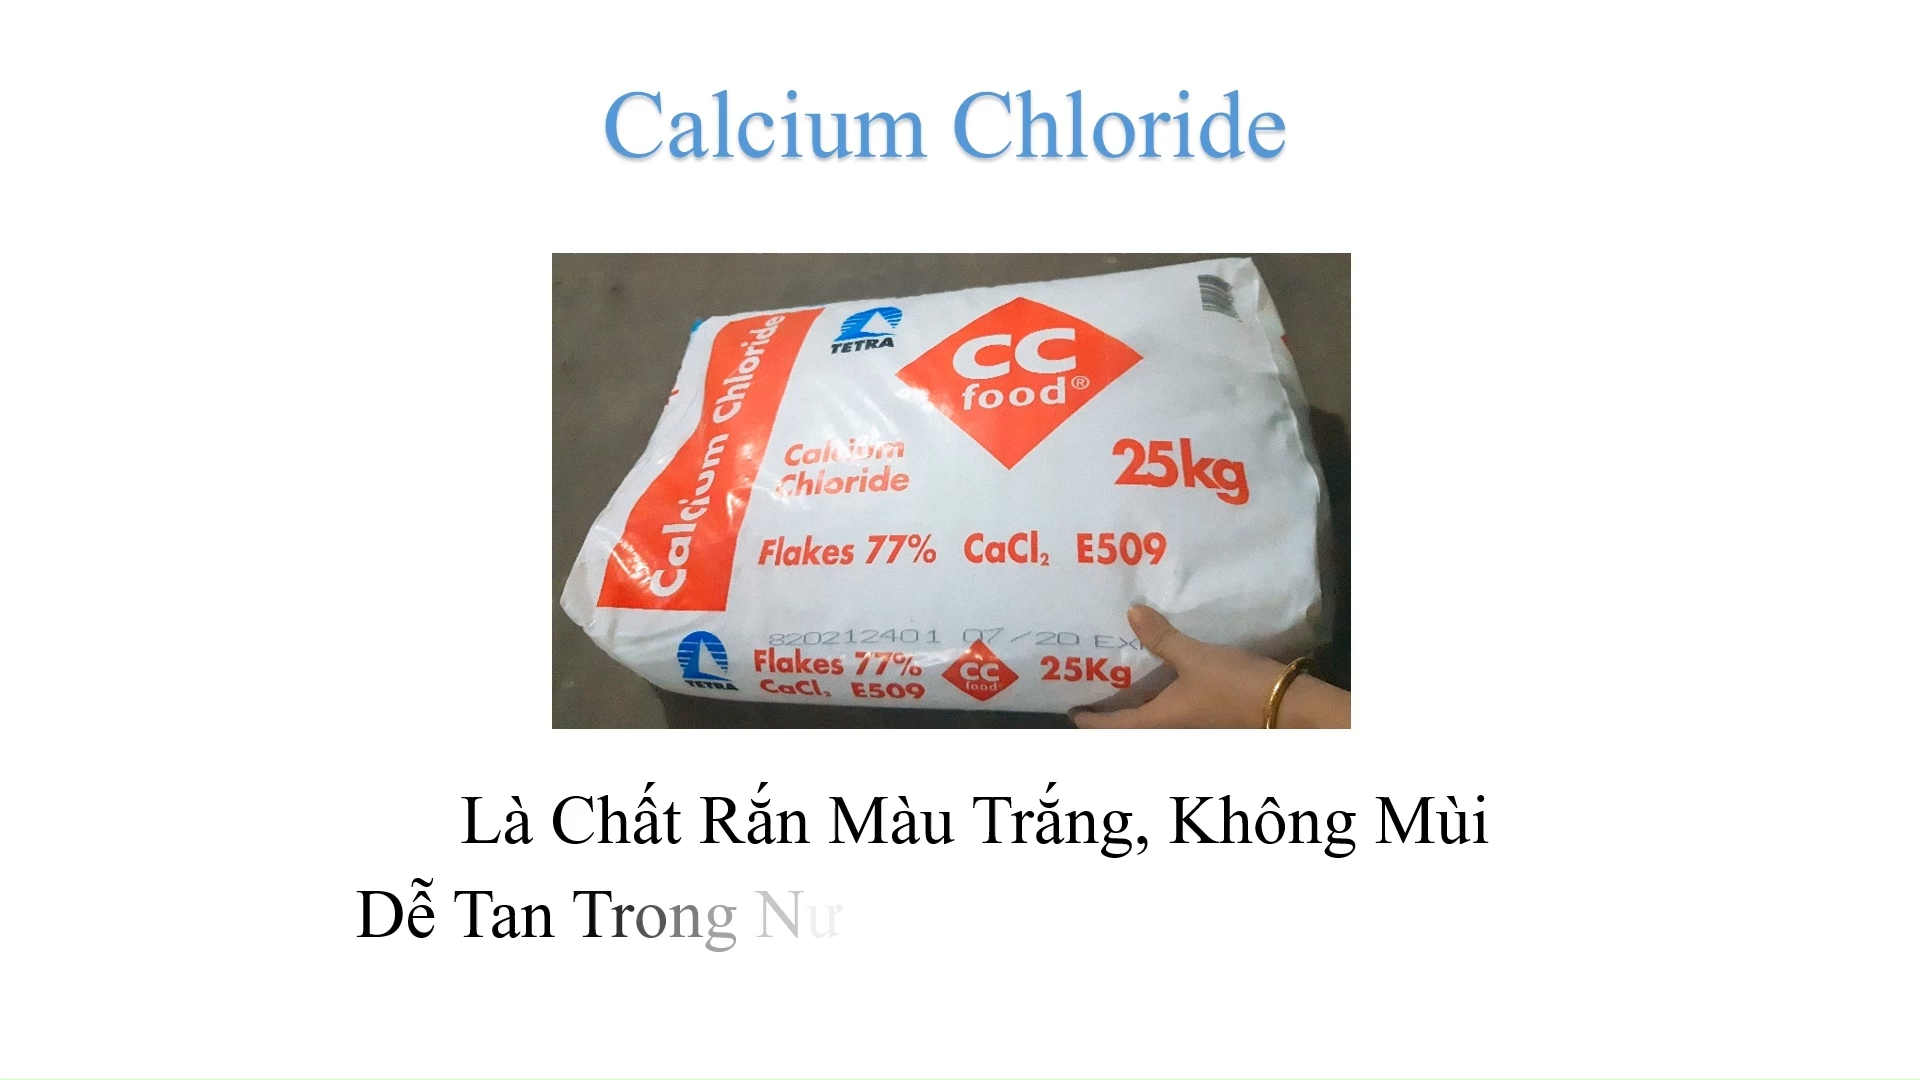 Calcium Chloride
Calcium Chloride
TETRA
CC
food®
Calcium
Chloride
25kg
Flakes 77% CaCl₂ E509
820212401 07/20
TETRA
Flakes 77%
CaCl₂ E509
CC
food
25Kg
Là Chất Rắn Màu Trắng, Không Mùi
Dễ Tan Trong Nư